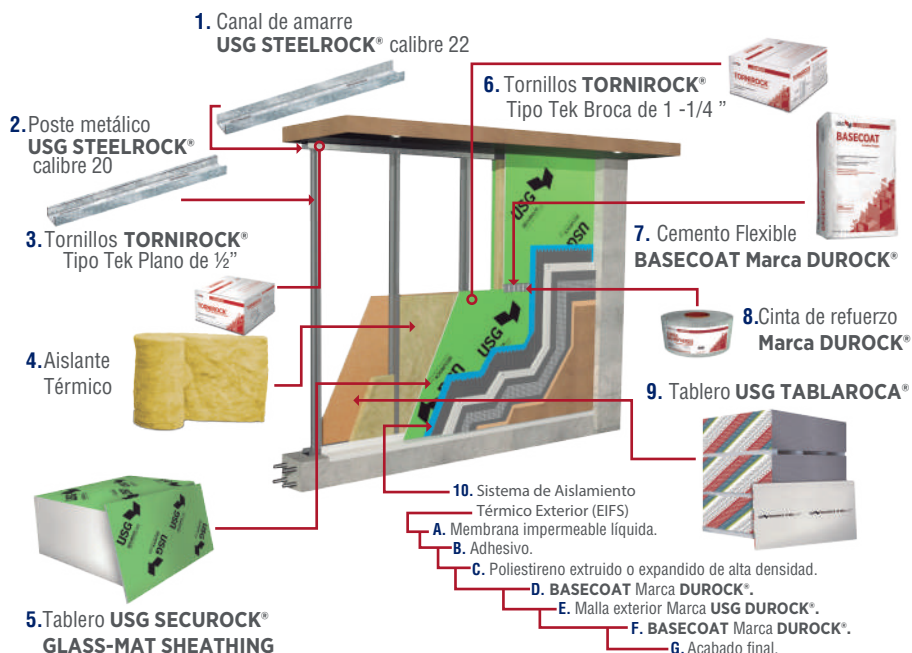 1. Canal de amarre
USG STEELROCK® calibre 22
2. Poste metálico
USG STEELROCK®
calibre 20
3. Tornillos TORNIROCK®
Tipo Tek Plano de ½”
TORNIROCK
4. Aislante
Térmico
5. Tablero USG SECUROCK®
GLASS-MAT SHEATHING
USG
USG
USG
USG
USG
USG
USG
6. Tornillos TORNIROCK®
Tipo Tek Broca de 1 -1/4 ”
TORNIROCK
BASECOAT
7. Cemento Flexible
BASECOAT Marca DUROCK®
8. Cinta de refuerzo
Marca DUROCK®
9. Tablero USG TABLAROCA®
10. Sistema de Aislamiento
Térmico Exterior (EIFS)
A. Membrana impermeable líquida.
B. Adhesivo.
C. Poliestireno extruido o expandido de alta densidad.
D. BASECOAT Marca DUROCK®.
E. Malla exterior Marca USG DUROCK®.
F. BASECOAT Marca DUROCK®.
G. Acabado final.